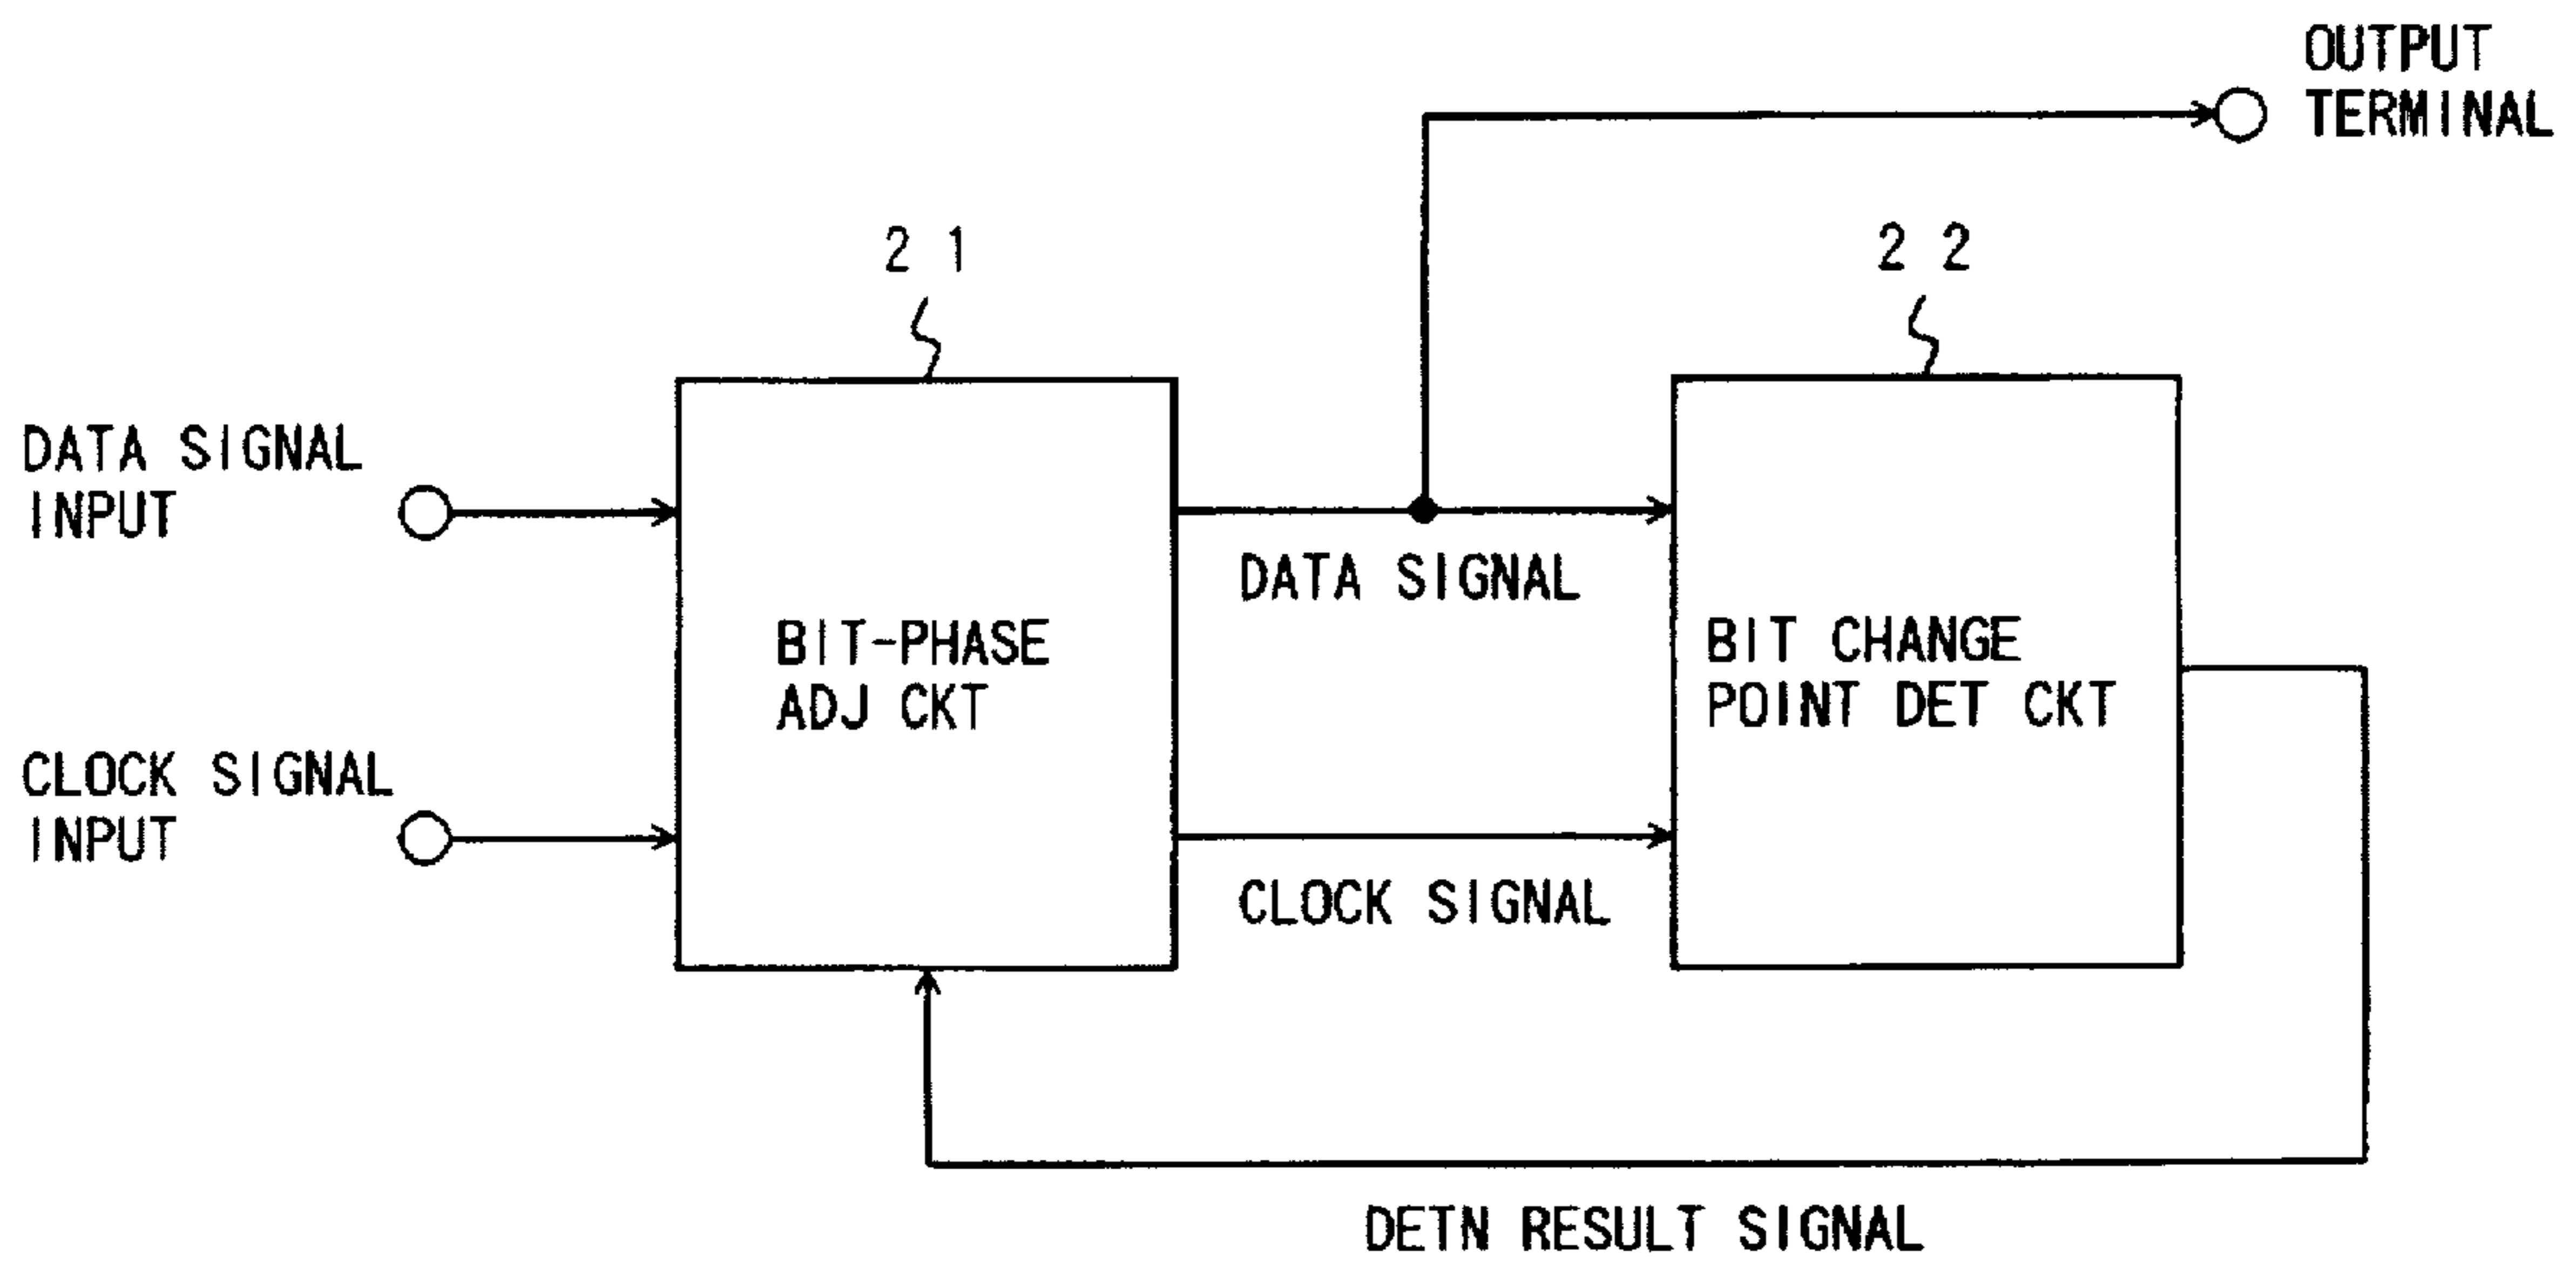 OUTPUT
TERMINAL
2 1
2 2
DATA SIGNAL
INPUT
DATA SIGNAL
BIT-PHASE
ADJ CKT
BIT CHANGE
POINT DET CKT
CLOCK SIGNAL
INPUT
CLOCK SIGNAL
DETN RESULT SIGNAL